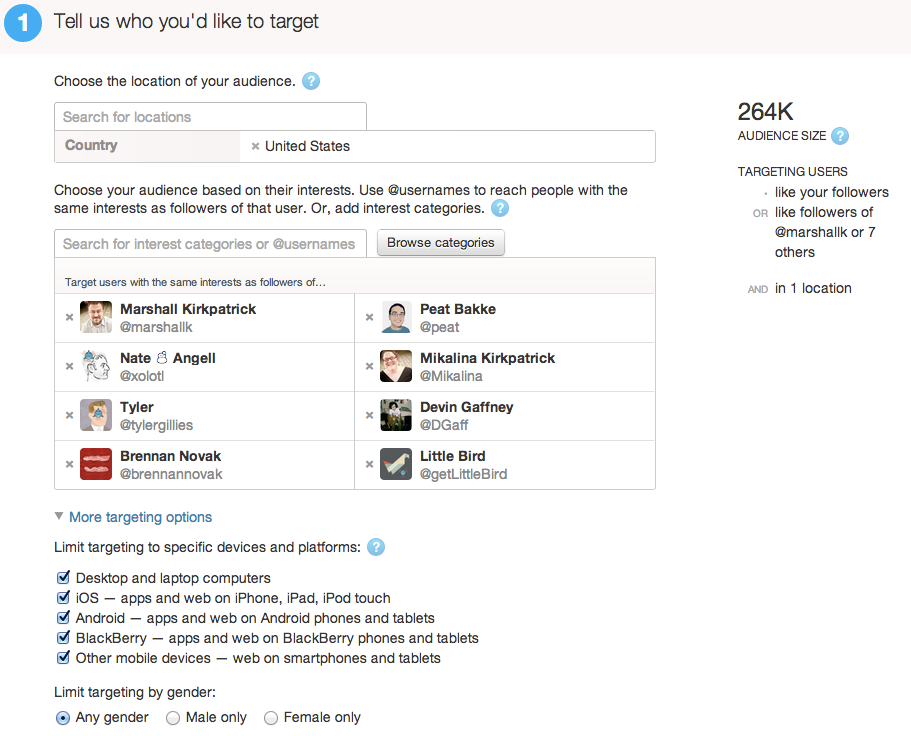 1 Tell us who you'd like to target
Choose the location of your audience. ?
Search for locations
Country × United States
Choose your audience based on their interests. Use @usernames to reach people with the
same interests as followers of that user. Or, add interest categories. ?
Search for interest categories or @usernames Browse categories
Target users with the same interests as followers of...
× Marshall Kirkpatrick
@marshallk
× Peat Bakke
@peat
× Nate ☃ Angell
@xolotl
× Mikalina Kirkpatrick
@Mikalina
× Tyler
@tylergillies
× Devin Gaffney
@DGaff
× Brennan Novak
@brennannovak
× Little Bird
@getLittleBird
▼ More targeting options
Limit targeting to specific devices and platforms: ?
Desktop and laptop computers
iOS — apps and web on iPhone, iPad, iPod touch
Android — apps and web on Android phones and tablets
BlackBerry — apps and web on BlackBerry phones and tablets
Other mobile devices — web on smartphones and tablets
Limit targeting by gender:
Any gender Male only Female only
264K
AUDIENCE SIZE ?
TARGETING USERS
· like your followers
OR like followers of
@marshallk or 7
others
AND in 1 location